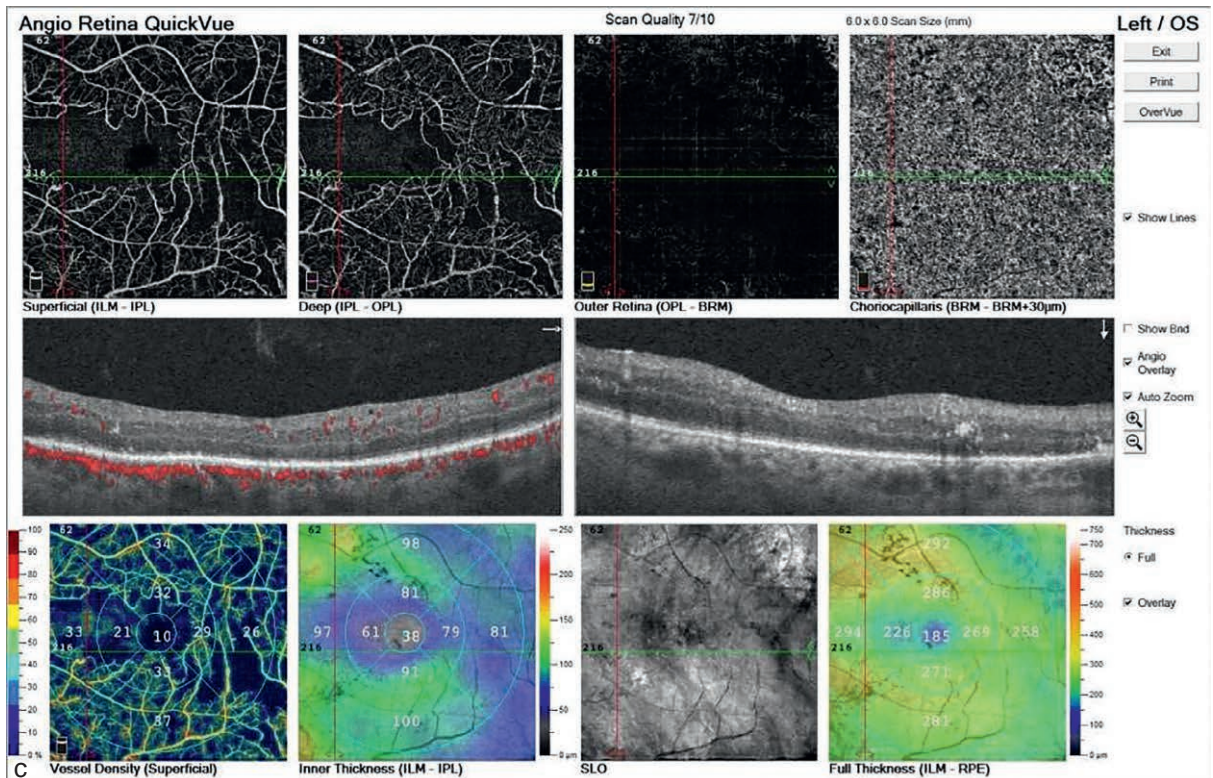 Angio Retina QuickVue
Scan Quality 7/10
6.0 x 6.0 Scan Size (mm)
Left / OS
62
62
62
62
Exit
Print
OverVue
216
216
216
216
Show Lines
Superficial (ILM - IPL)
Deep (IPL - OPL)
Outer Retina (OPL - BRM)
Choriocapillaris (BRM - BRM+30µm)
Show Bnd
Angio
Overlay
Auto Zoom
100
90
80
70
60
50
40
30
20
10
0 %
62
34
32
33 21 10 29 26
216
33
37
62
98
81
97 61 38 79 81
216
91
100
250
200
150
100
50
0 µm
62
216
62
292
286
294 226 185 269 258
216
271
281
750
700
600
500
400
300
200
100
0 µm
Thickness
Full
Overlay
C
Vessel Density (Superficial)
Inner Thickness (ILM - IPL)
SLO
Full Thickness (ILM - RPE)